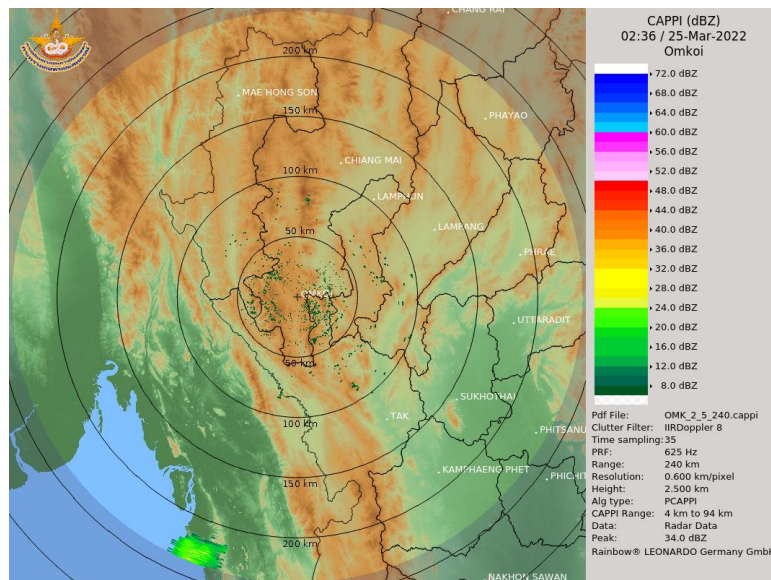 CHIANG RAI
200 km
MAE HONG SON
150 km
PHAYAO
CHIANG MAI
100 km
LAMPHUN
LAMPANG
50 km
PHRAE
OMKOI
UTTARADIT
50 km
SUKHOTHAI
TAK
100 km
PHITSANU
KAMPHAENG PHET
PHICHIT
150 km
200 km
NAKHON SAWAN
CAPPI (dBZ)
02:36 / 25-Mar-2022
Omkoi
72.0 dBZ
68.0 dBZ
64.0 dBZ
60.0 dBZ
56.0 dBZ
52.0 dBZ
48.0 dBZ
44.0 dBZ
40.0 dBZ
36.0 dBZ
32.0 dBZ
28.0 dBZ
24.0 dBZ
20.0 dBZ
16.0 dBZ
12.0 dBZ
8.0 dBZ
Pdf File: OMK_2_5_240.cappi
Clutter Filter: IIRDoppler 8
Time sampling: 35
PRF: 625 Hz
Range: 240 km
Resolution: 0.600 km/pixel
Height: 2.500 km
Alg type: PCAPPI
CAPPI Range: 4 km to 94 km
Data: Radar Data
Peak: 34.0 dBZ
Rainbow® LEONARDO Germany GmbH